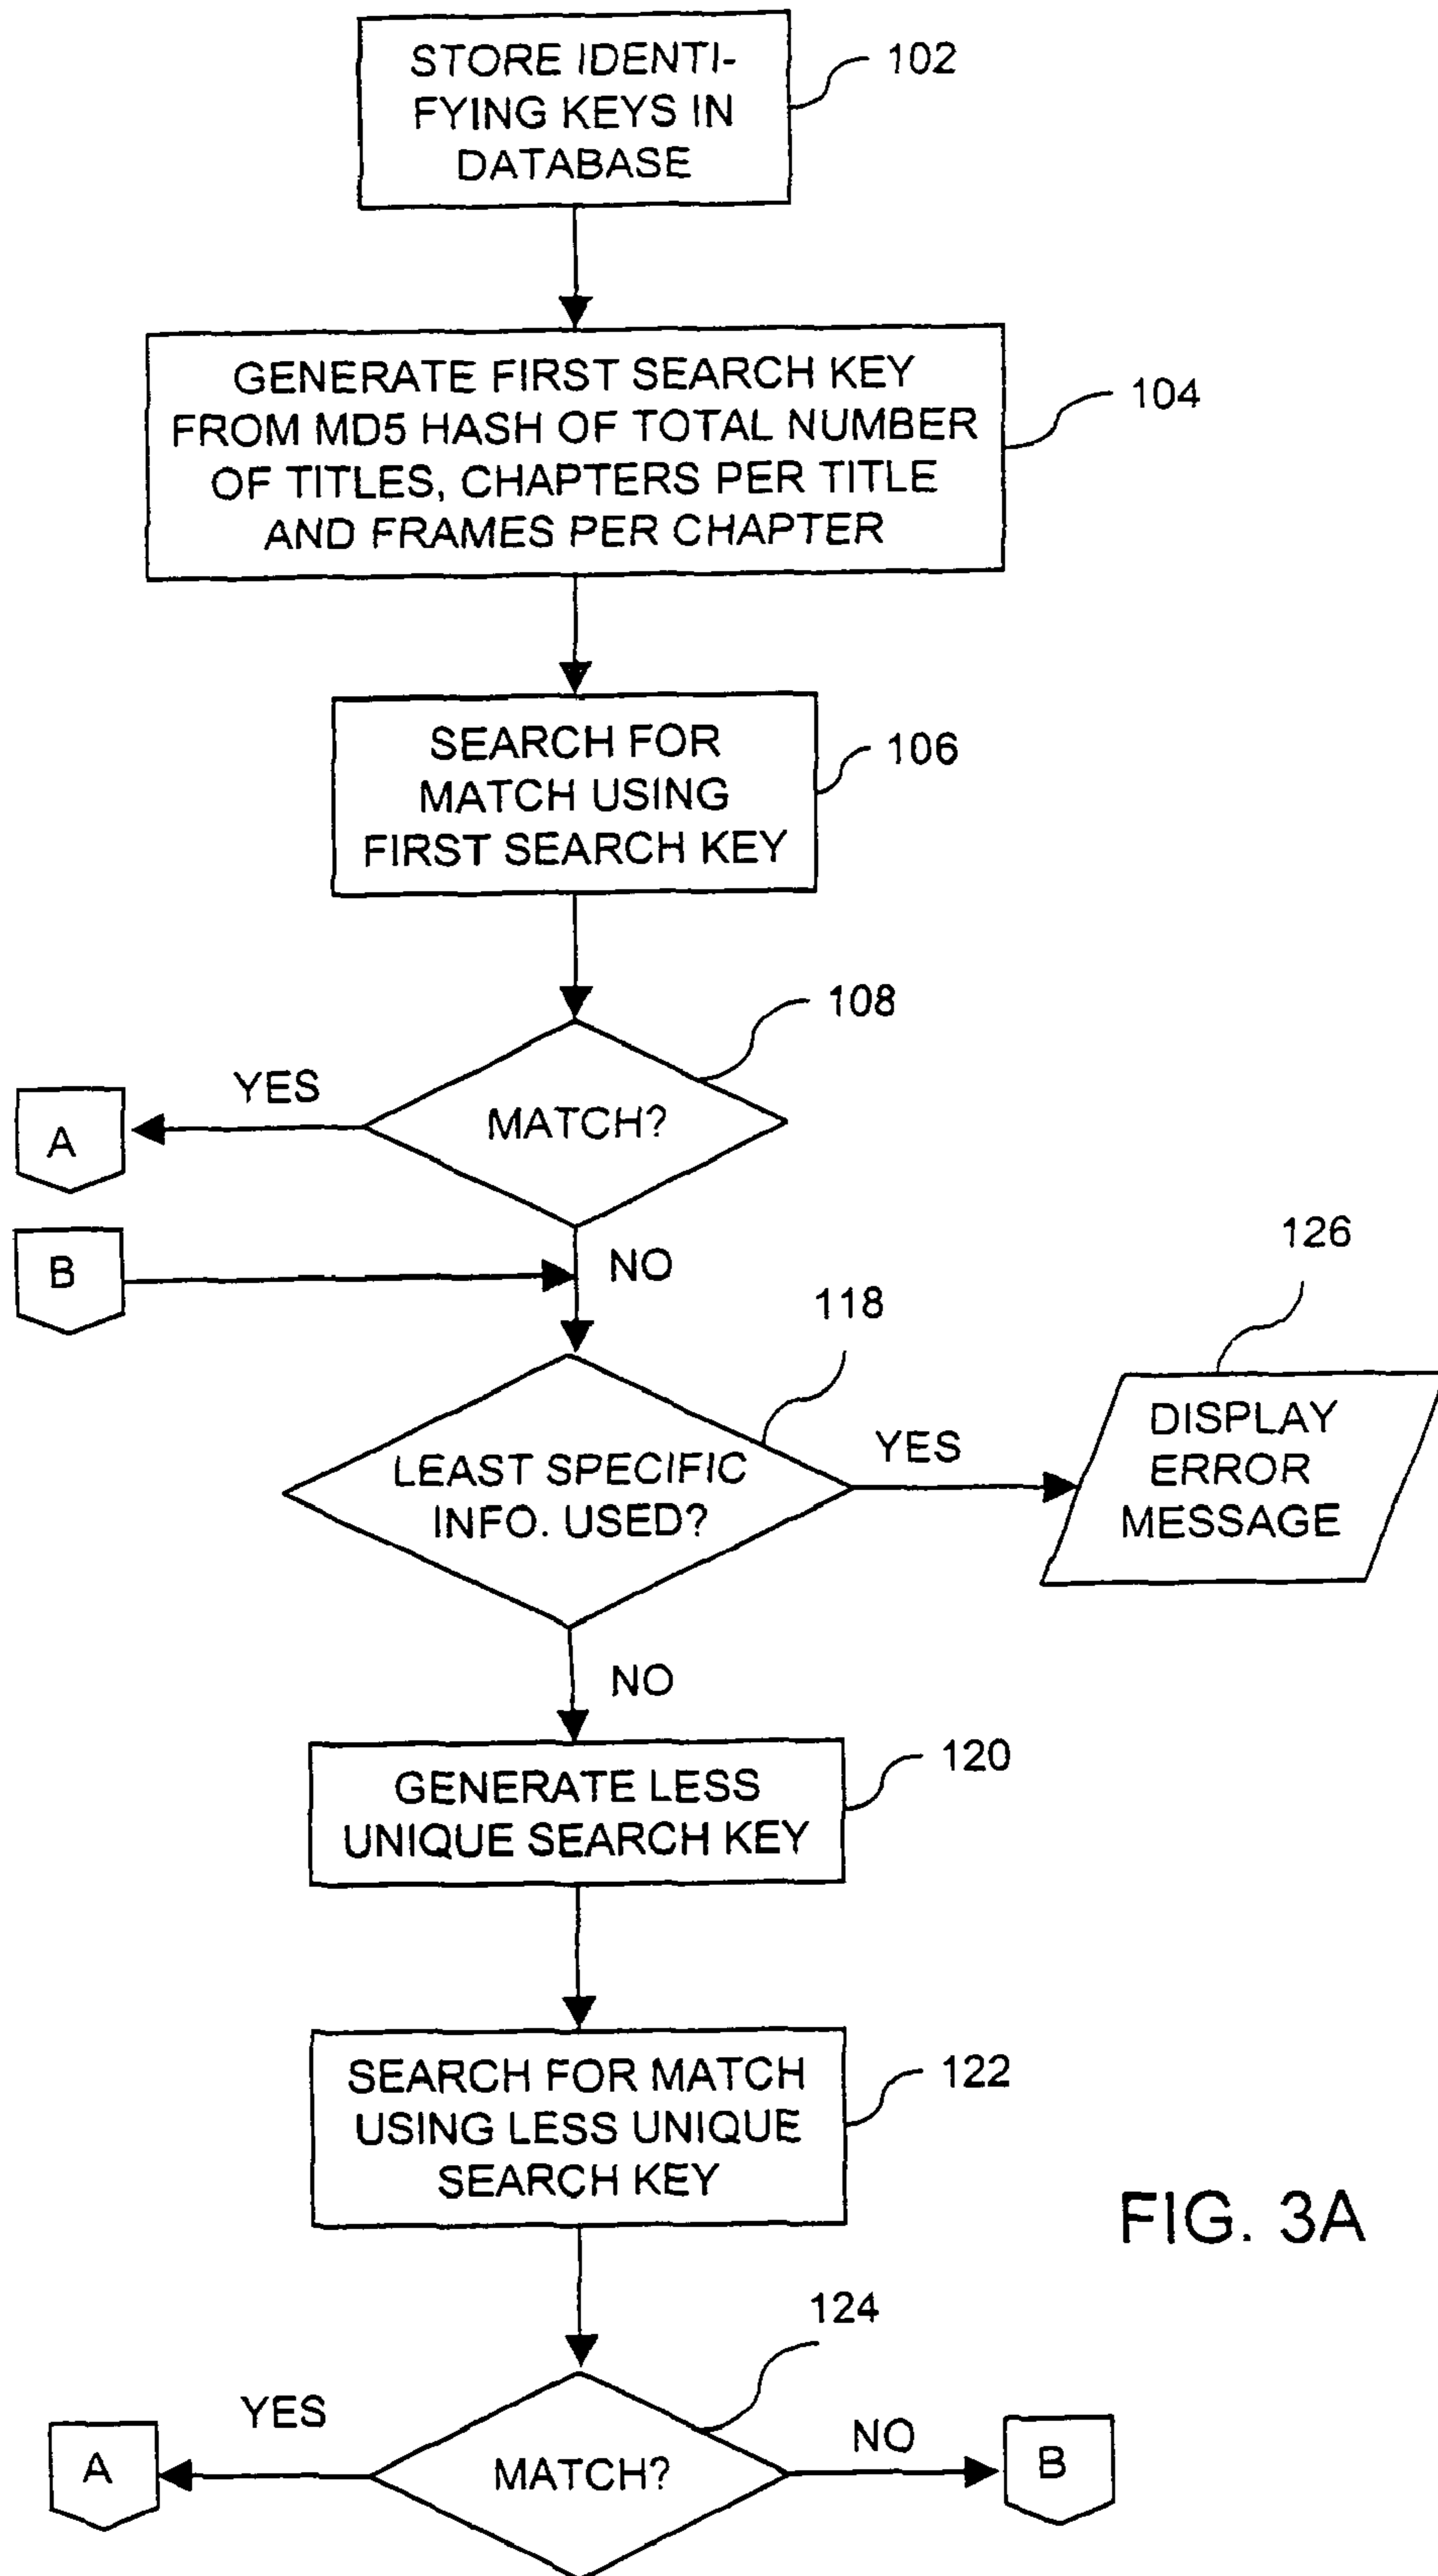 STORE IDENTI-
FYING KEYS IN
DATABASE
102
GENERATE FIRST SEARCH KEY
FROM MD5 HASH OF TOTAL NUMBER
OF TITLES, CHAPTERS PER TITLE
AND FRAMES PER CHAPTER
104
SEARCH FOR
MATCH USING
FIRST SEARCH KEY
106
108
YES
MATCH?
A
B
NO
118
126
LEAST SPECIFIC
INFO. USED?
YES
DISPLAY
ERROR
MESSAGE
NO
GENERATE LESS
UNIQUE SEARCH KEY
120
SEARCH FOR MATCH
USING LESS UNIQUE
SEARCH KEY
122
FIG. 3A
124
YES
NO
A
MATCH?
B